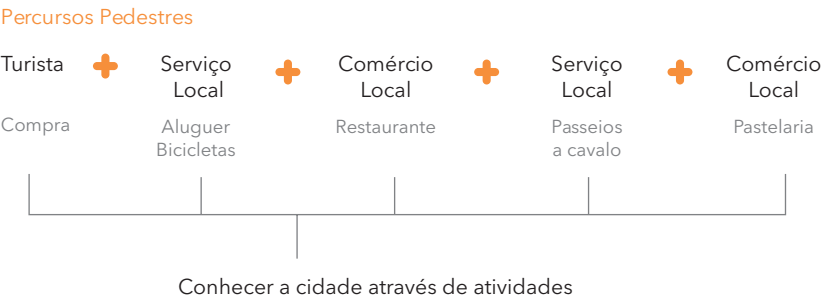 Percursos Pedestres
Turista
Serviço
Local
Comércio
Local
Serviço
Local
Comércio
Local
Compra
Aluguer
Bicicletas
Restaurante
Passeios
a cavalo
Pastelaria
Conhecer a cidade através de atividades